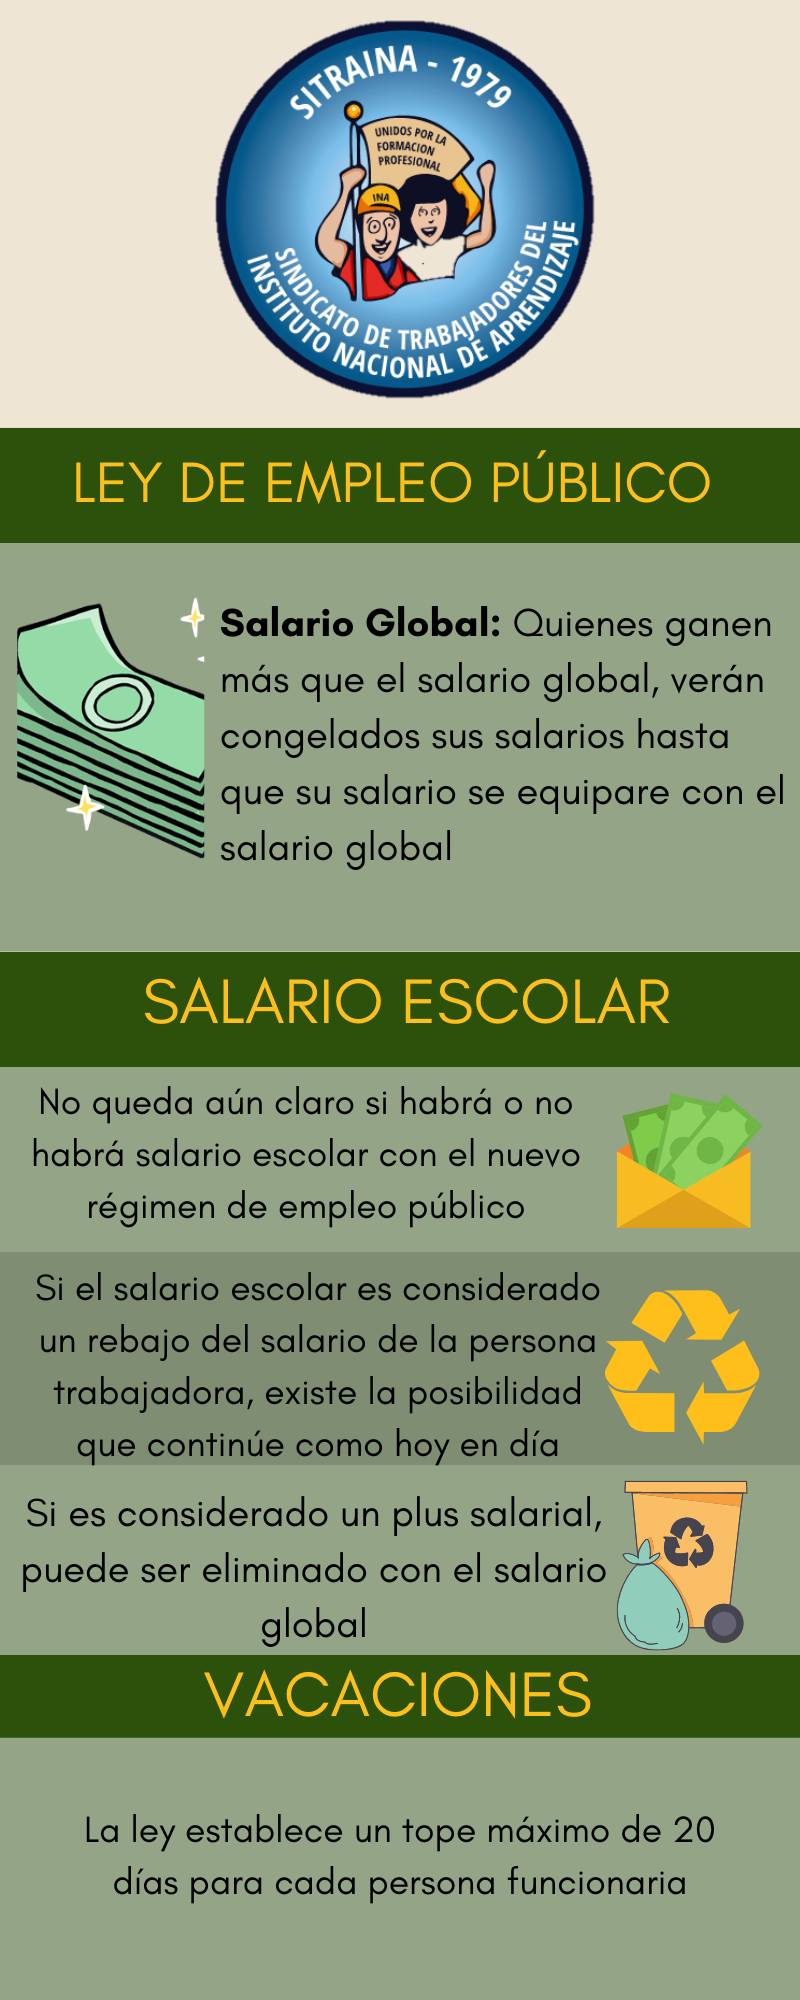 SITRAINA - 1979
UNIDOS POR LA
FORMACION
PROFESIONAL
INA
SINDICATO DE TRABAJADORES DEL
INSTITUTO NACIONAL DE APRENDIZAJE
LEY DE EMPLEO PÚBLICO
Salario Global: Quienes ganen
más que el salario global, verán
congelados sus salarios hasta
que su salario se equipare con el
salario global
SALARIO ESCOLAR
No queda aún claro si habrá o no
habrá salario escolar con el nuevo
régimen de empleo público
Si el salario escolar es considerado
un rebajo del salario de la persona
trabajadora, existe la posibilidad
que continúe como hoy en día
Si es considerado un plus salarial,
puede ser eliminado con el salario
global
VACACIONES
La ley establece un tope máximo de 20
días para cada persona funcionaria